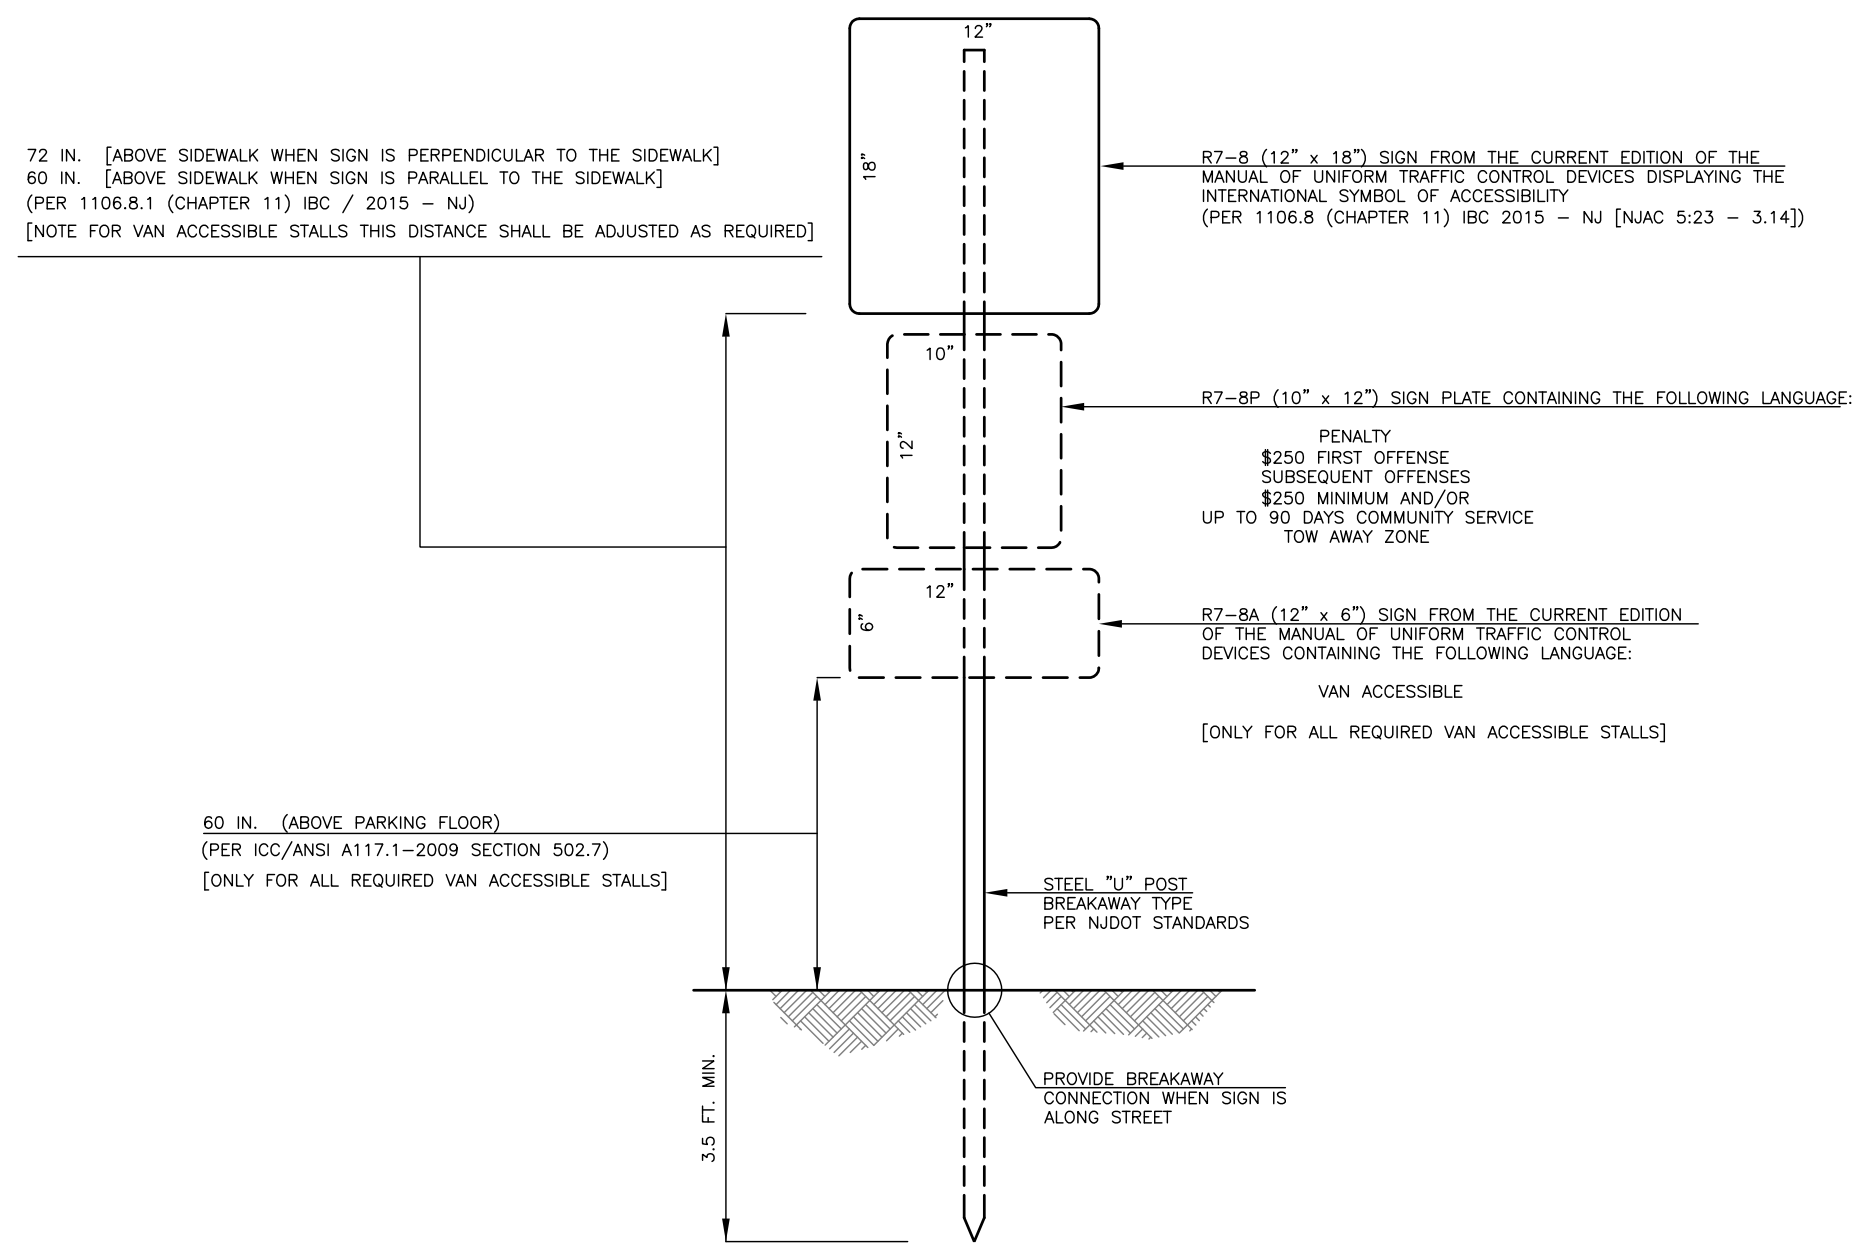 12"
18"
72 IN. [ABOVE SIDEWALK WHEN SIGN IS PERPENDICULAR TO THE SIDEWALK]
60 IN. [ABOVE SIDEWALK WHEN SIGN IS PARALLEL TO THE SIDEWALK]
(PER 1106.8.1 (CHAPTER 11) IBC / 2015 – NJ)
[NOTE FOR VAN ACCESSIBLE STALLS THIS DISTANCE SHALL BE ADJUSTED AS REQUIRED]
R7–8 (12" x 18") SIGN FROM THE CURRENT EDITION OF THE
MANUAL OF UNIFORM TRAFFIC CONTROL DEVICES DISPLAYING THE
INTERNATIONAL SYMBOL OF ACCESSIBILITY
(PER 1106.8 (CHAPTER 11) IBC 2015 – NJ [NJAC 5:23 – 3.14])
10"
12"
R7–8P (10" x 12") SIGN PLATE CONTAINING THE FOLLOWING LANGUAGE:
PENALTY
$250 FIRST OFFENSE
SUBSEQUENT OFFENSES
$250 MINIMUM AND/OR
UP TO 90 DAYS COMMUNITY SERVICE
TOW AWAY ZONE
12"
6"
R7–8A (12" x 6") SIGN FROM THE CURRENT EDITION
OF THE MANUAL OF UNIFORM TRAFFIC CONTROL
DEVICES CONTAINING THE FOLLOWING LANGUAGE:
VAN ACCESSIBLE
[ONLY FOR ALL REQUIRED VAN ACCESSIBLE STALLS]
60 IN. (ABOVE PARKING FLOOR)
(PER ICC/ANSI A117.1–2009 SECTION 502.7)
[ONLY FOR ALL REQUIRED VAN ACCESSIBLE STALLS]
STEEL "U" POST
BREAKAWAY TYPE
PER NJDOT STANDARDS
3.5 FT. MIN.
PROVIDE BREAKAWAY
CONNECTION WHEN SIGN IS
ALONG STREET